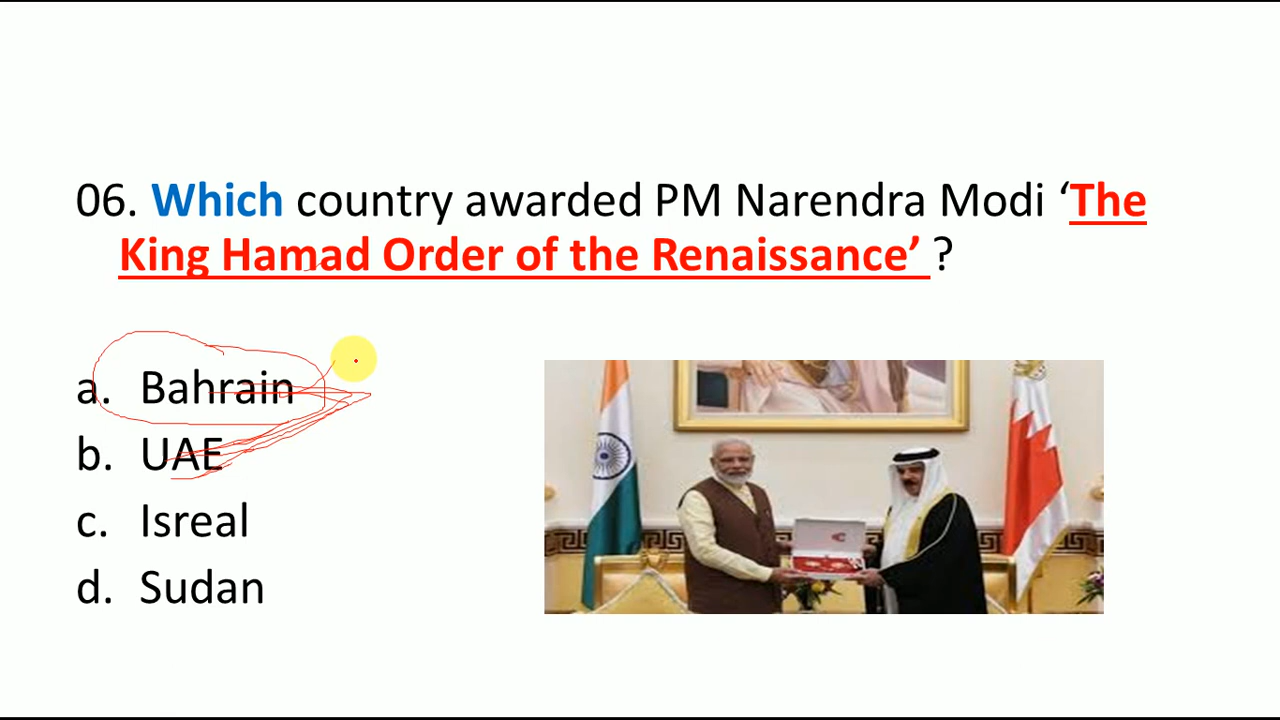 06. Which country awarded PM Narendra Modi ‘The
King Hamad Order of the Renaissance’ ?
a. Bahrain
b. UAE
c. Isreal
d. Sudan